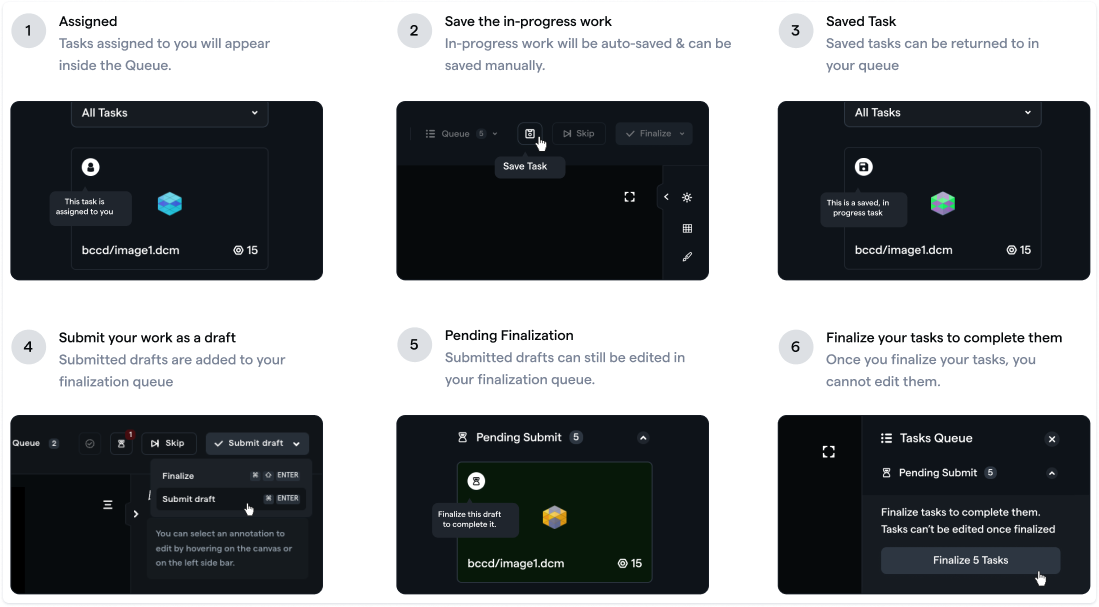 1
Assigned
Tasks assigned to you will appear
inside the Queue.
All Tasks
This task is
assigned to you
bccd/image1.dcm
15
2
Save the in-progress work
In-progress work will be auto-saved & can be
saved manually.
Queue 5
Skip
Finalize
Save Task
3
Saved Task
Saved tasks can be returned to in
your queue
All Tasks
This is a saved, in
progress task
bccd/image1.dcm
15
4
Submit your work as a draft
Submitted drafts are added to your
finalization queue
Queue 2
1
Skip
Submit draft
Finalize ⌘ ⇧ ENTER
Submit draft ⌘ ENTER
You can select an annotation to
edit by hovering on the canvas or
on the left side bar.
5
Pending Finalization
Submitted drafts can still be edited in
your finalization queue.
Pending Submit 5
Finalize this draft
to complete it.
bccd/image1.dcm
15
6
Finalize your tasks to complete them
Once you finalize your tasks, you
cannot edit them.
Tasks Queue
Pending Submit 5
Finalize tasks to complete them.
Tasks can't be edited once finalized
Finalize 5 Tasks